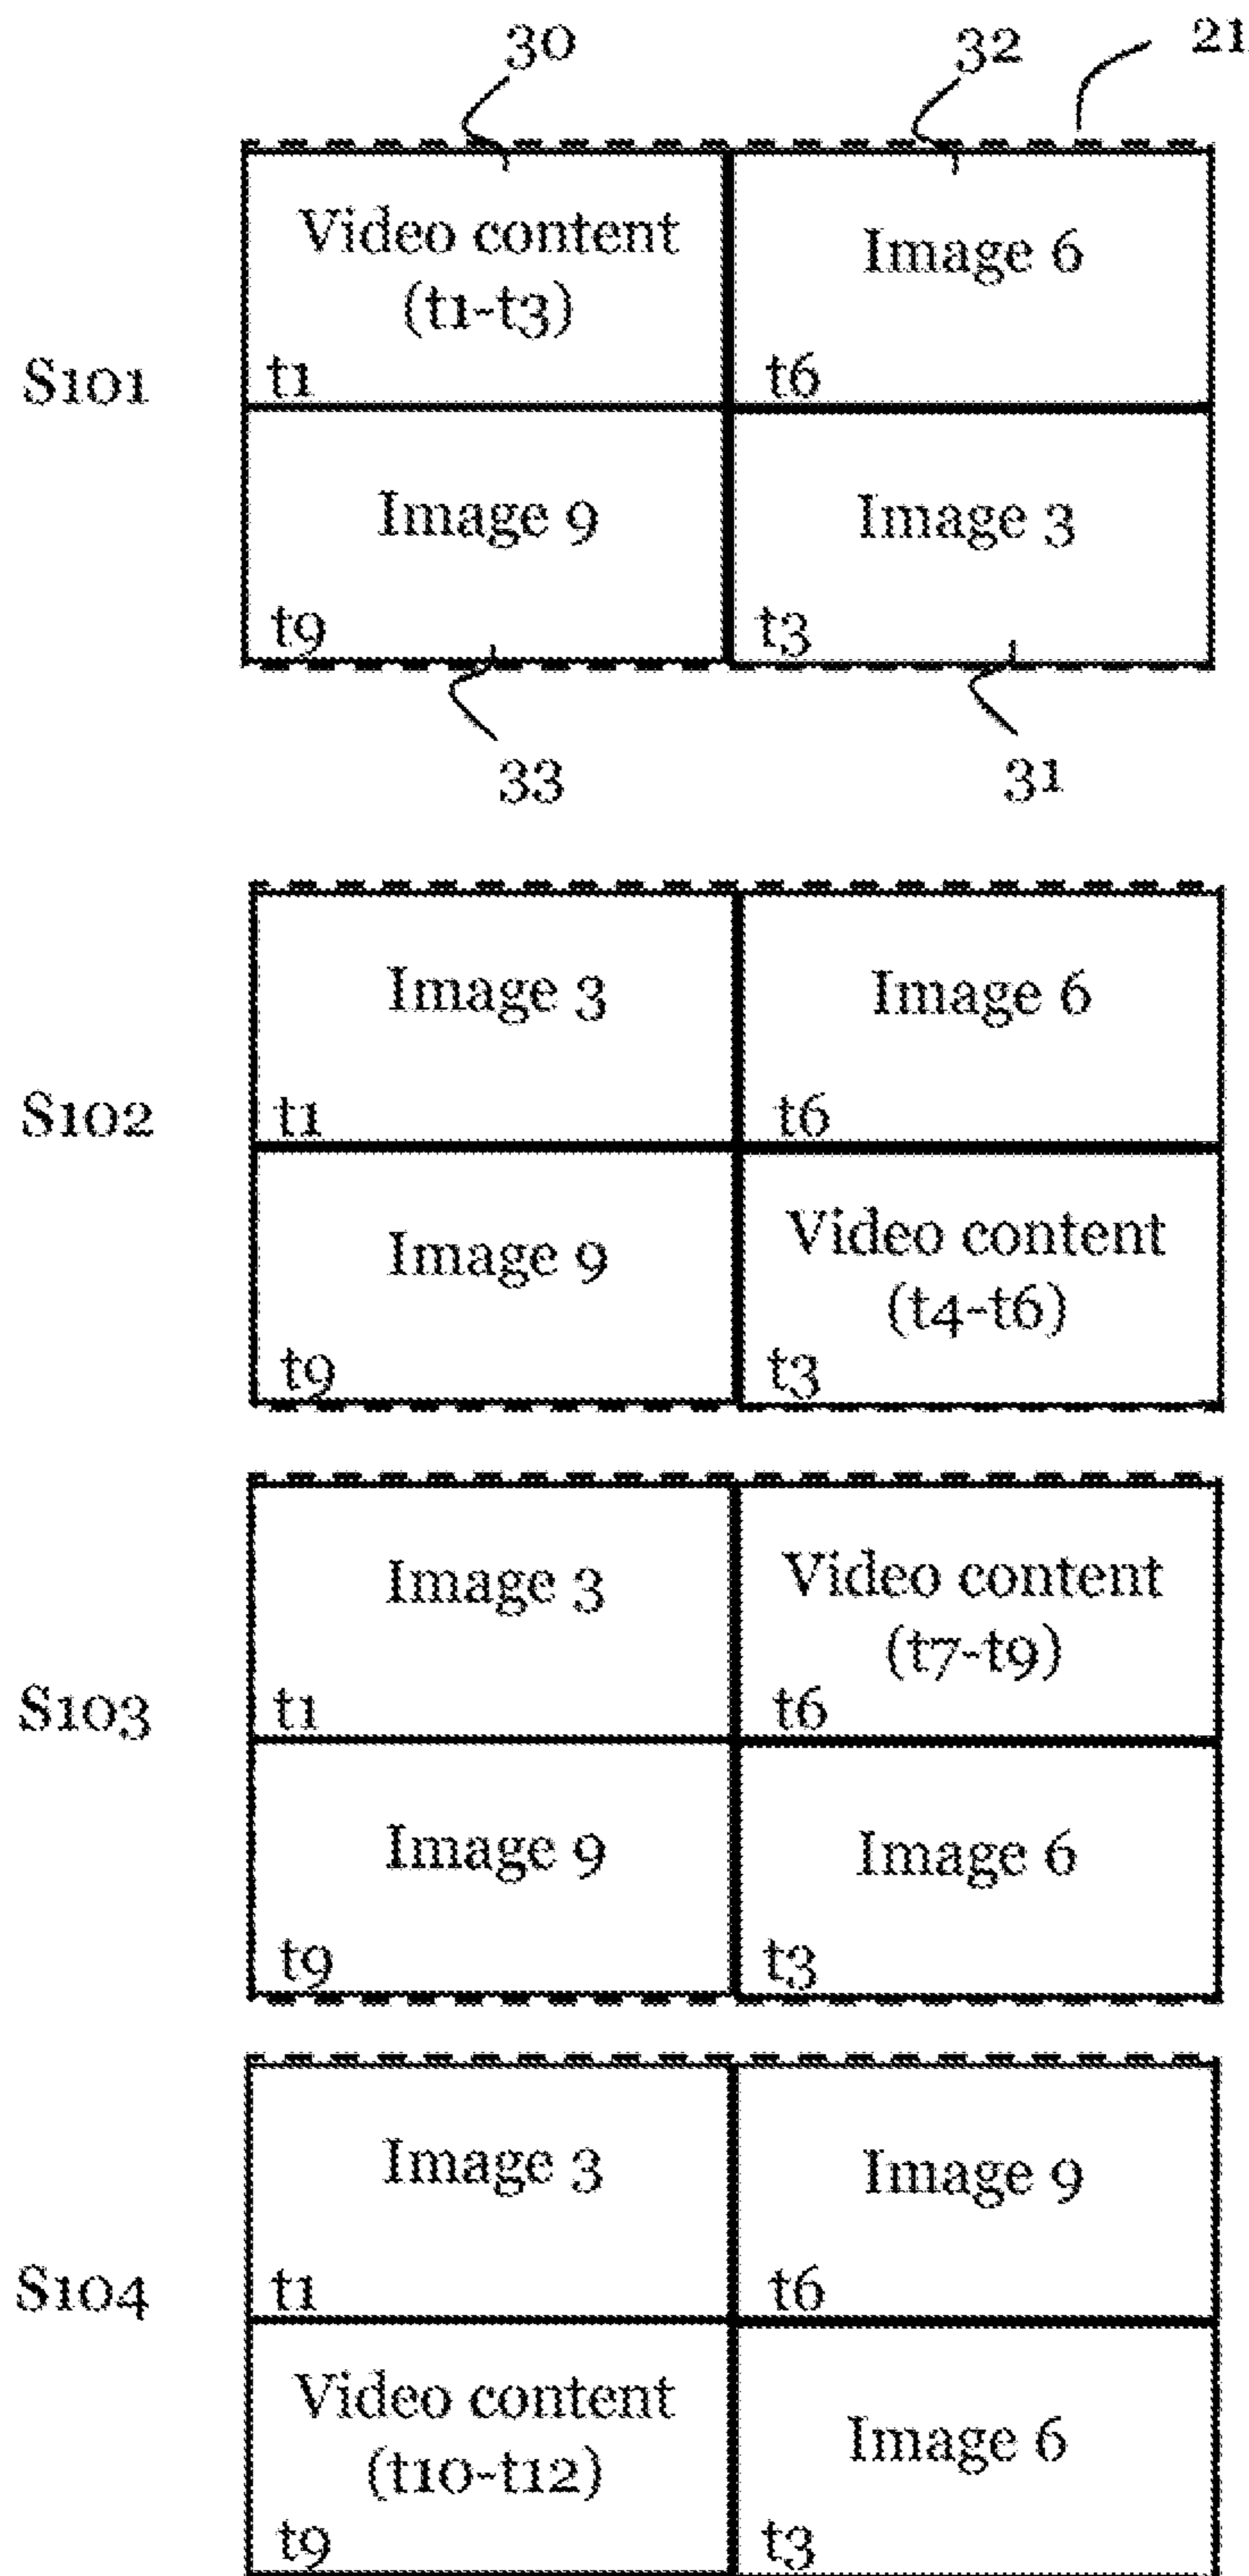 30
32
21
Video content
(t1-t3)
t1
Image 6
t6
S101
Image 9
t9
Image 3
t3
33
31
Image 3
t1
Image 6
t6
S102
Image 9
t9
Video content
(t4-t6)
t3
Image 3
t1
Video content
(t7-t9)
t6
S103
Image 9
t9
Image 6
t3
Image 3
t1
Image 9
t6
S104
Video content
(t10-t12)
t9
Image 6
t3